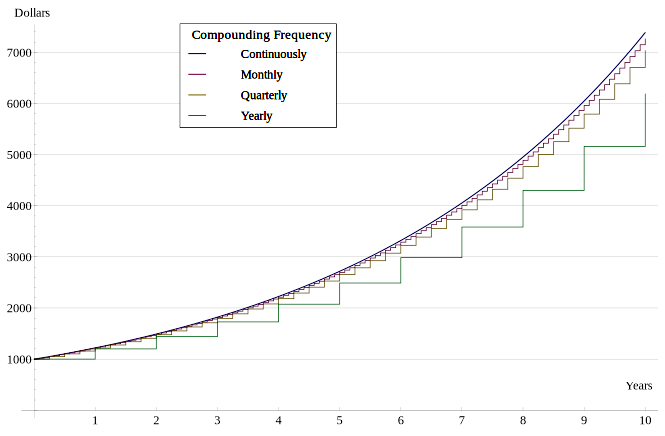 Dollars
Compounding Frequency
Continuously
Monthly
Quarterly
Yearly
7000
6000
5000
4000
3000
2000
1000
Years
1 2 3 4 5 6 7 8 9 10